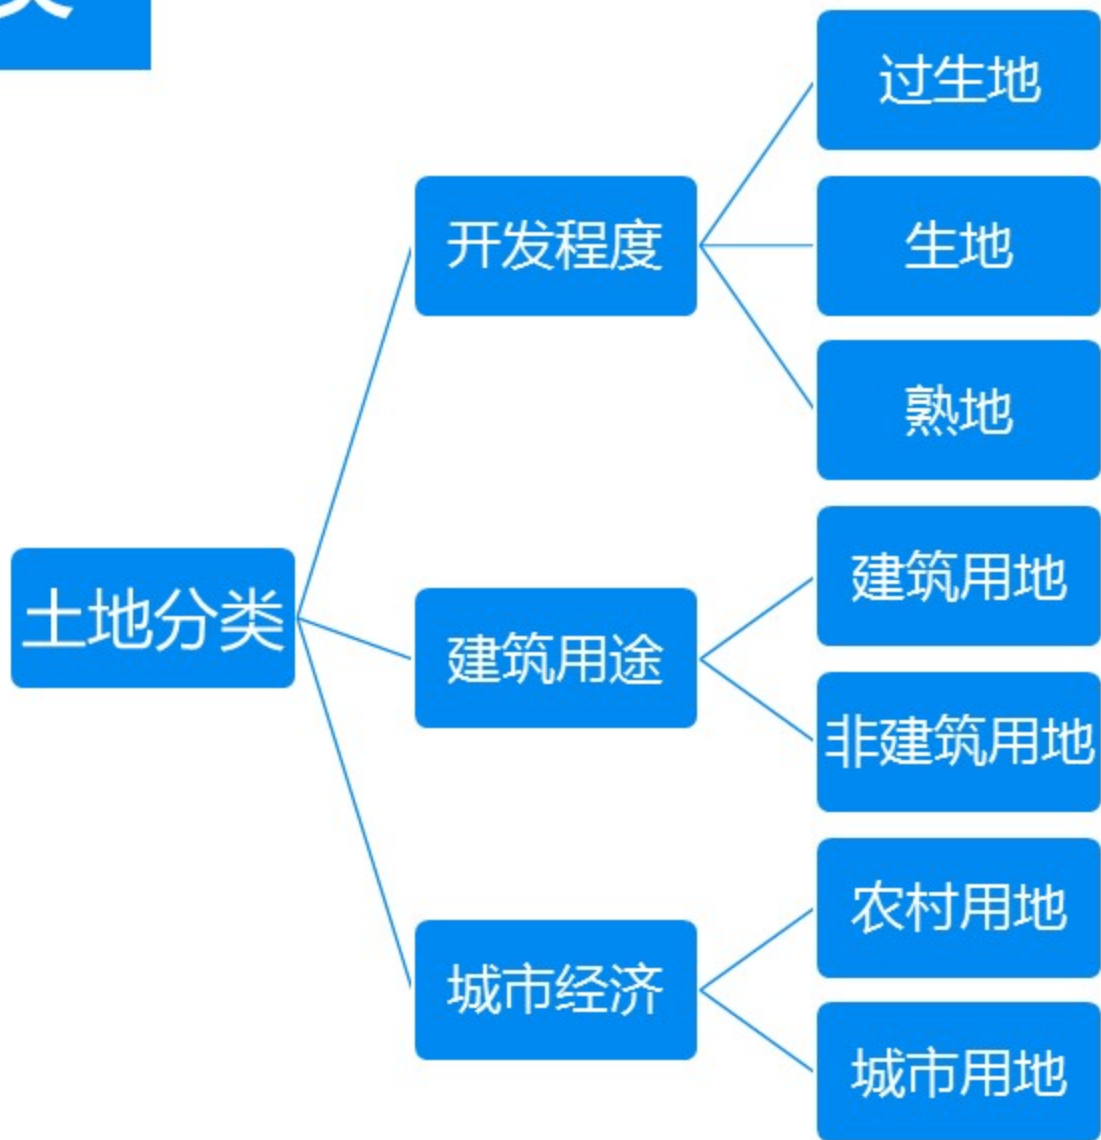 土地分类
开发程度
过生地
生地
熟地
建筑用途
建筑用地
非建筑用地
城市经济
农村用地
城市用地